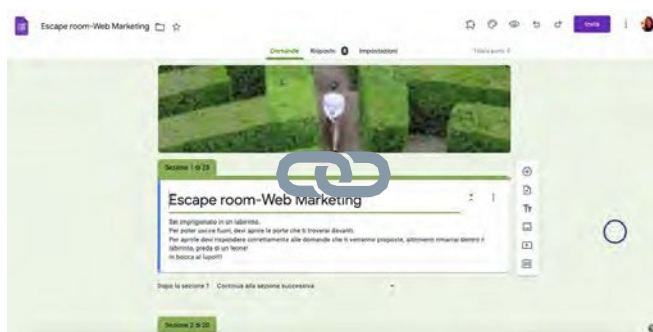 Escape room-Web Marketing
Domande Risposte Impostazioni
Invia
Sezione 1 di 20
Escape room-Web Marketing
Sei imprigionato in un labirinto.
Per poter uscire fuori, devi aprire le porte che ti troverai davanti.
Per aprirle devi rispondere correttamente alle domande che ti verranno proposte, altrimenti rimarrai dentro il
labirinto, preda di un leone!
In bocca al lupo!!!!
Tr
Dopo la sezione 1 Continua alla sezione successiva
Sezione 2 di 20